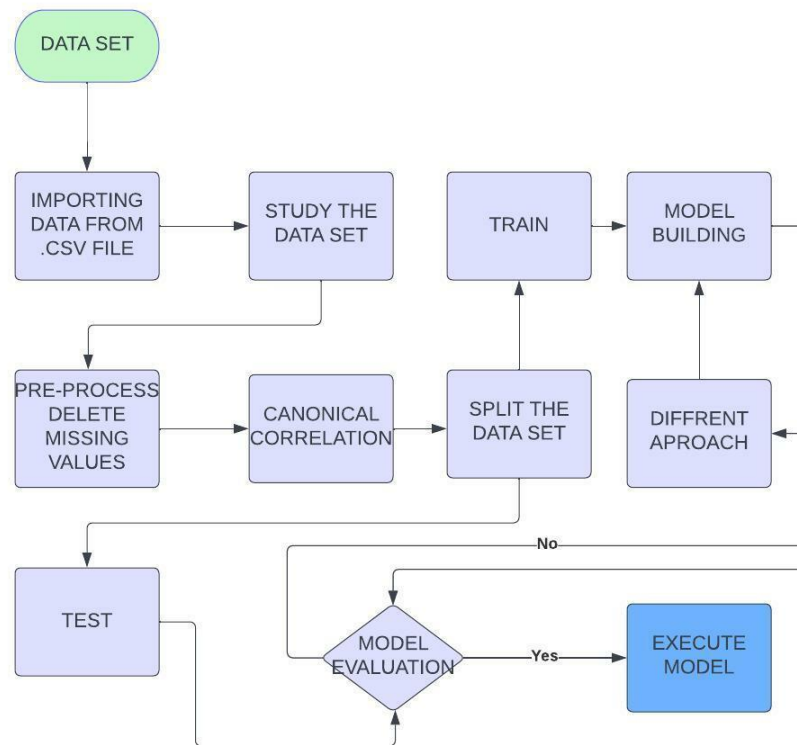 DATA SET
IMPORTING
DATA FROM
.CSV FILE
STUDY THE
DATA SET
TRAIN
MODEL
BUILDING
PRE-PROCESS
DELETE
MISSING
VALUES
CANONICAL
CORRELATION
SPLIT THE
DATA SET
DIFFRENT
APROACH
No
TEST
MODEL
EVALUATION
Yes
EXECUTE
MODEL